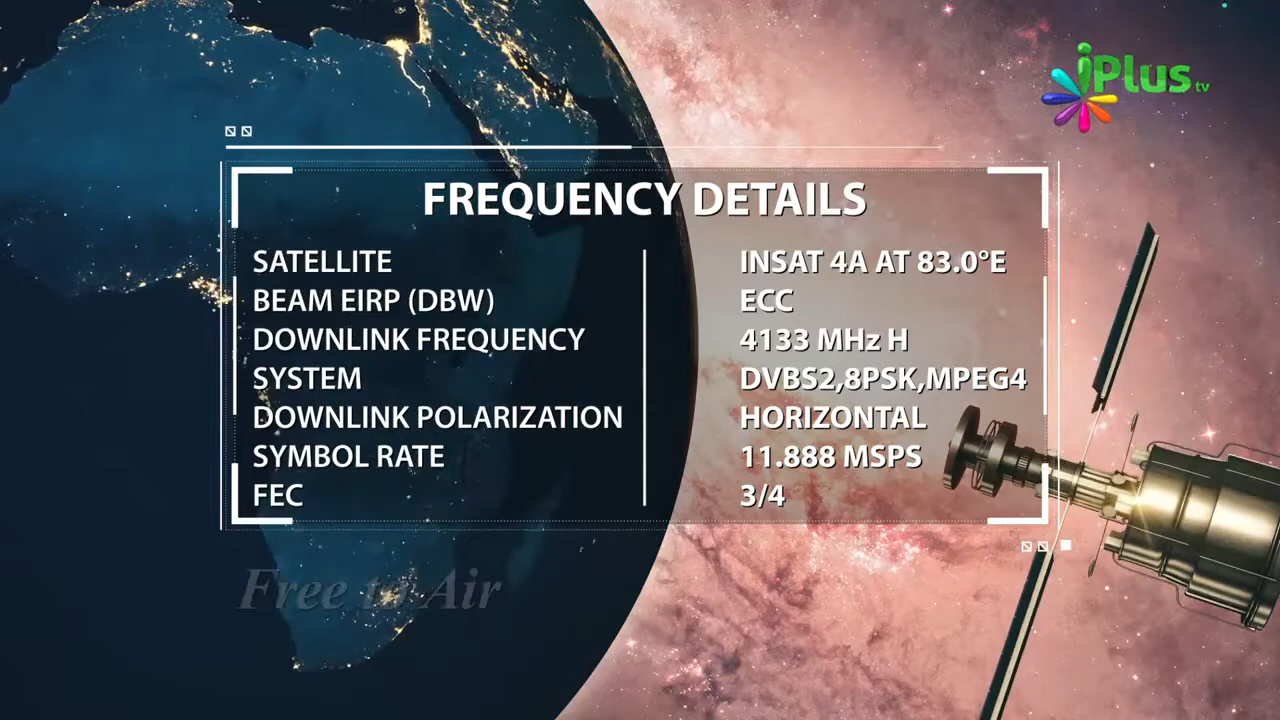 iPlus tv
FREQUENCY DETAILS
SATELLITE INSAT 4A AT 83.0°E
BEAM EIRP (DBW) ECC
DOWNLINK FREQUENCY 4133 MHz H
SYSTEM DVBS2,8PSK,MPEG4
DOWNLINK POLARIZATION HORIZONTAL
SYMBOL RATE 11.888 MSPS
FEC 3/4
Free to Air